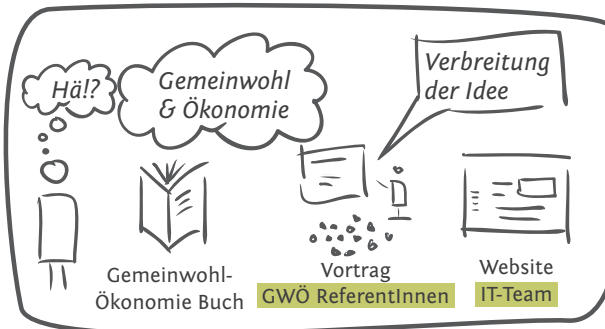 Hä!?
Gemeinwohl
& Ökonomie
Verbreitung
der Idee
Gemeinwohl-
Ökonomie Buch
Vortrag
GWÖ ReferentInnen
Website
IT-Team